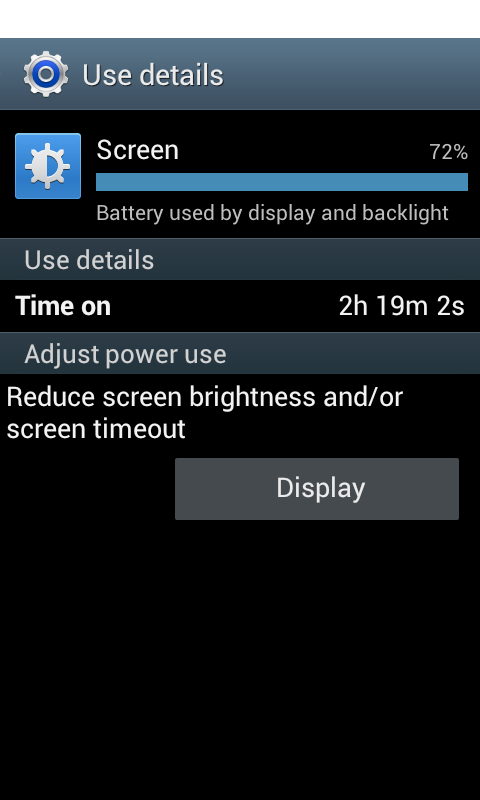 Use details
Screen 72%
Battery used by display and backlight
Use details
Time on 2h 19m 2s
Adjust power use
Reduce screen brightness and/or
screen timeout
Display